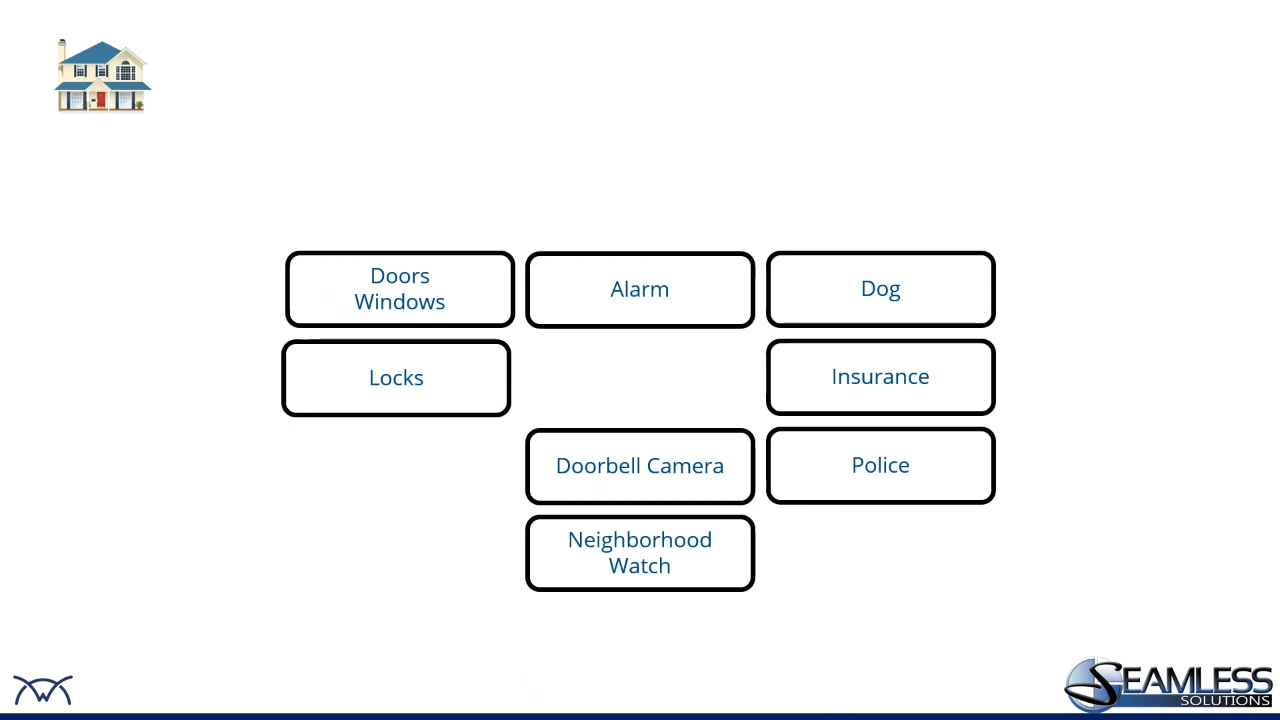 Doors
Windows
Alarm
Dog
Locks
Insurance
Doorbell Camera
Police
Neighborhood
Watch
SEAMLESS
SOLUTIONS